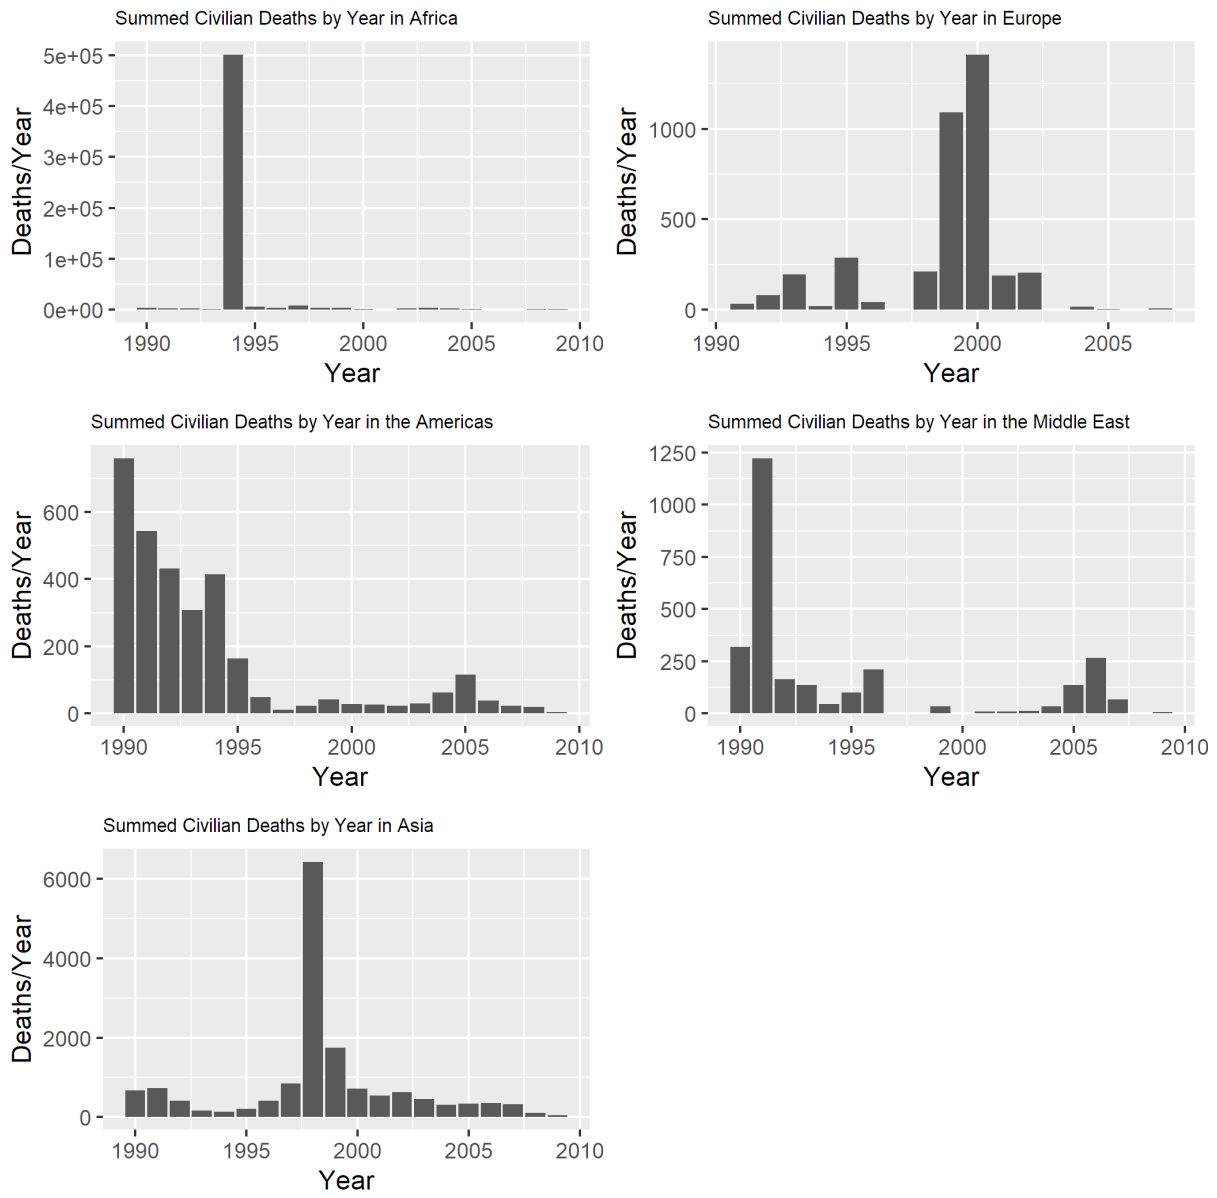 Summed Civilian Deaths by Year in Africa
Deaths/Year
5e+05
4e+05
3e+05
2e+05
1e+05
0e+00
1990 1995 2000 2005 2010
Year
Summed Civilian Deaths by Year in Europe
Deaths/Year
1000
500
0
1990 1995 2000 2005
Year
Summed Civilian Deaths by Year in the Americas
Deaths/Year
600
400
200
0
1990 1995 2000 2005 2010
Year
Summed Civilian Deaths by Year in the Middle East
Deaths/Year
1250
1000
750
500
250
0
1990 1995 2000 2005 2010
Year
Summed Civilian Deaths by Year in Asia
Deaths/Year
6000
4000
2000
0
1990 1995 2000 2005 2010
Year